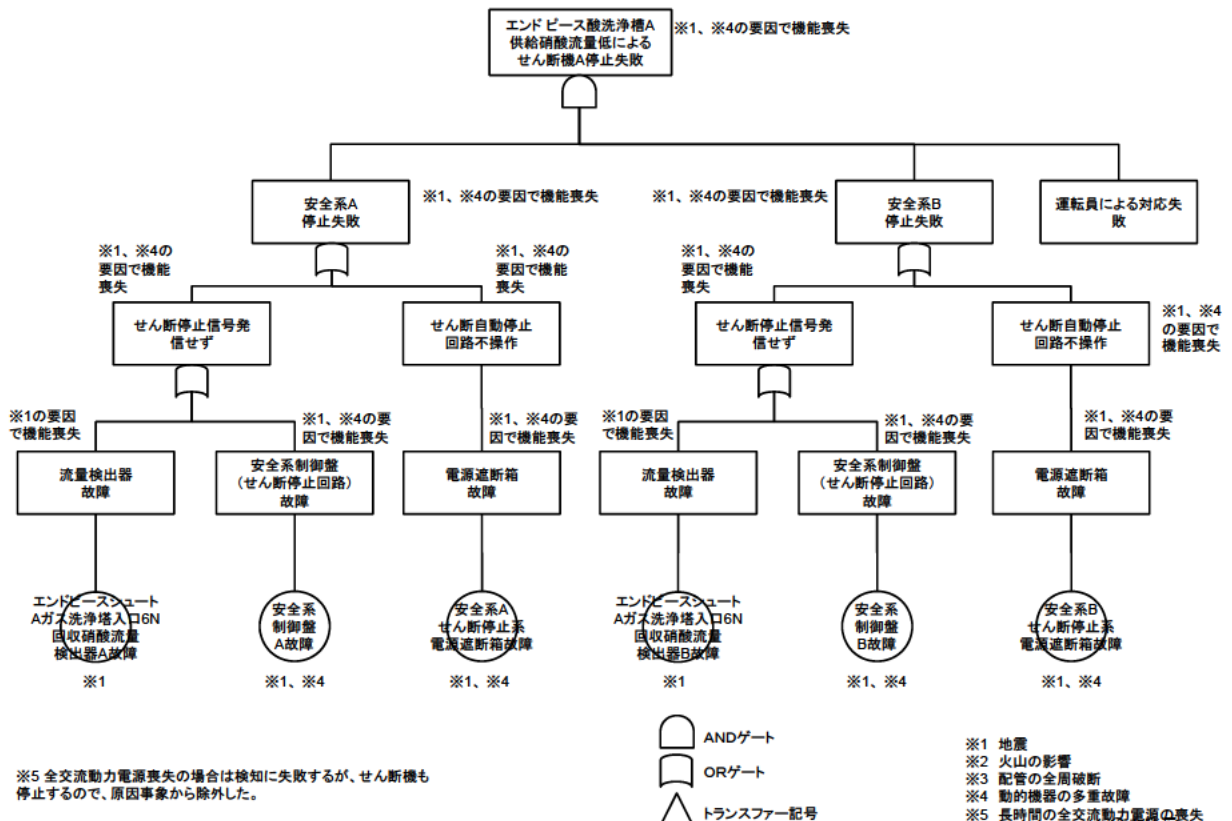 エンドピース酸洗浄槽A
供給硝酸流量低による
せん断機A停止失敗
※1、※4の要因で機能喪失
安全系A
停止失敗
※1、※4の要因で機能喪失
※1、※4の要因で機能喪失
安全系B
停止失敗
運転員による対応失
敗
※1、※4の
要因で機能
喪失
※1、※4の
要因で機能
喪失
※1、※4の
要因で機能
喪失
せん断停止信号発
信せず
せん断自動停止
回路不操作
せん断停止信号発
信せず
せん断自動停止
回路不操作
※1、※4
の要因で
機能喪失
※1の要因
で機能喪失
※1、※4の要
因で機能喪失
※1、※4の要
因で機能喪失
※1の要因
で機能喪失
※1、※4の要
因で機能喪失
※1、※4の要
因で機能喪失
流量検出器
故障
安全系制御盤
（せん断停止回路）
故障
電源遮断箱
故障
流量検出器
故障
安全系制御盤
（せん断停止回路）
故障
電源遮断箱
故障
エンドピースシュート
Aガス洗浄塔入口6N
回収硝酸流量
検出器A故障
安全系
制御盤
A故障
安全系A
せん断停止系
電源遮断箱故障
エンドピースシュート
Aガス洗浄塔入口6N
回収硝酸流量
検出器B故障
安全系
制御盤
B故障
安全系B
せん断停止系
電源遮断箱故障
※1
※1、※4
※1、※4
※1
※1、※4
※1、※4
※5 全交流動力電源喪失の場合は検知に失敗するが、せん断機も
停止するので、原因事象から除外した。
ANDゲート
ORゲート
トランスファー記号
※1 地震
※2 火山の影響
※3 配管の全周破断
※4 動的機器の多重故障
※5 長時間の全交流動力電源の喪失